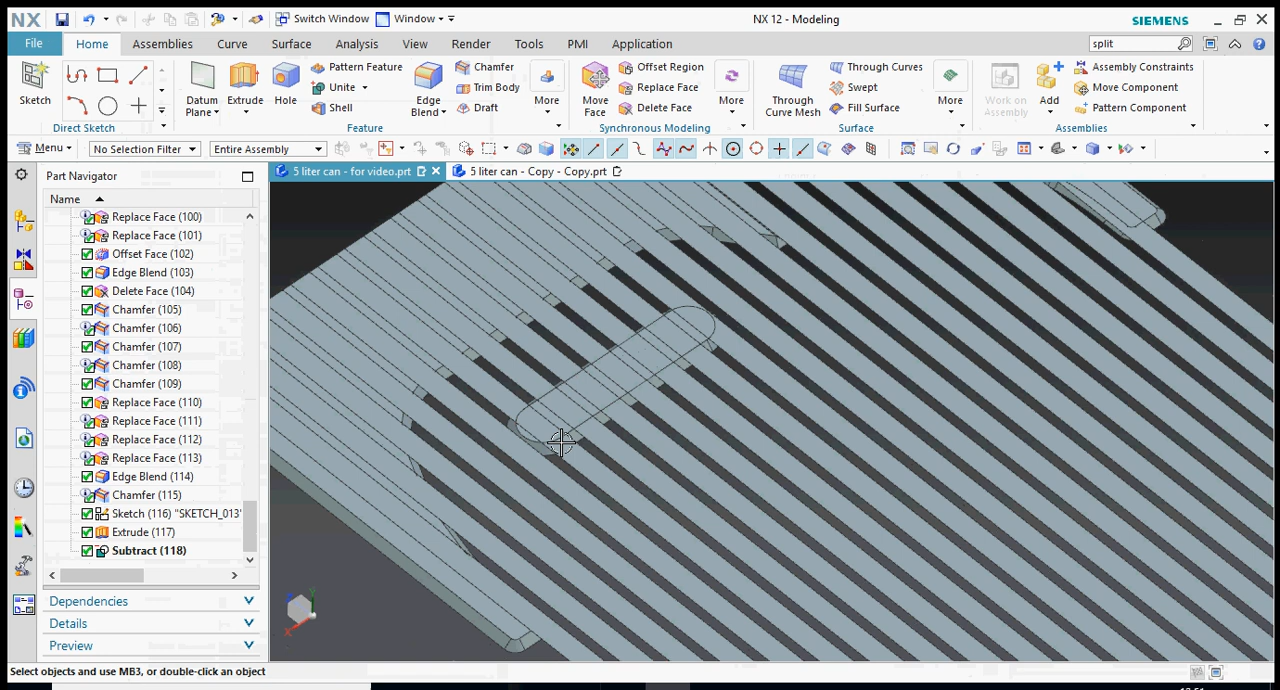 NX
Switch Window
Window
NX 12 - Modeling
SIEMENS
File
Home
Assemblies
Curve
Surface
Analysis
View
Render
Tools
PMI
Application
split
Sketch
Direct Sketch
Datum Plane
Extrude
Hole
Pattern Feature
Unite
Shell
Edge Blend
Chamfer
Trim Body
Draft
More
Feature
Move Face
Offset Region
Replace Face
Delete Face
More
Synchronous Modeling
Through Curve Mesh
Through Curves
Swept
Fill Surface
More
Surface
Work on Assembly
Add
Assembly Constraints
Move Component
Pattern Component
Assemblies
Menu
No Selection Filter
Entire Assembly
Part Navigator
5 liter can - for video.prt
5 liter can - Copy - Copy.prt
Name
Replace Face (100)
Replace Face (101)
Offset Face (102)
Edge Blend (103)
Delete Face (104)
Chamfer (105)
Chamfer (106)
Chamfer (107)
Chamfer (108)
Chamfer (109)
Replace Face (110)
Replace Face (111)
Replace Face (112)
Replace Face (113)
Edge Blend (114)
Chamfer (115)
Sketch (116) "SKETCH_013"
Extrude (117)
Subtract (118)
Dependencies
Details
Preview
Select objects and use MB3, or double-click an object